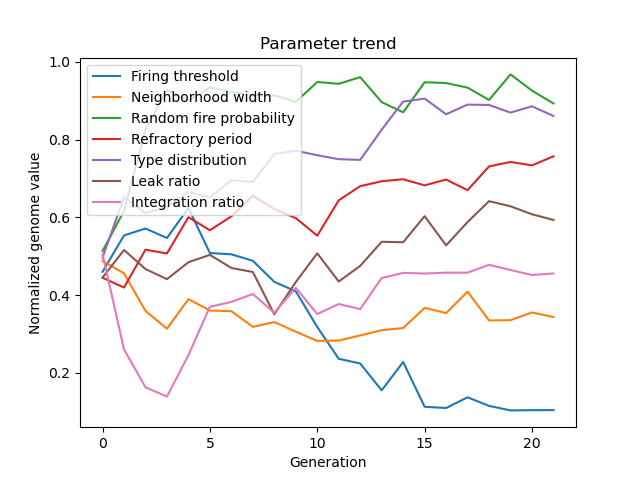 Parameter trend
1.0
0.8
0.6
0.4
0.2
Normalized genome value
Firing threshold
Neighborhood width
Random fire probability
Refractory period
Type distribution
Leak ratio
Integration ratio
0 5 10 15 20
Generation